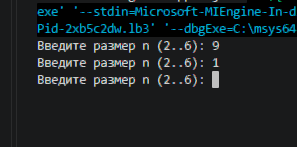 exe' '--stdin=Microsoft-MIEngine-In-d
Pid-2xb5c2dw.lb3' '--dbgExe=C:\msys64
Введите размер n (2..6): 9
Введите размер n (2..6): 1
Введите размер n (2..6):